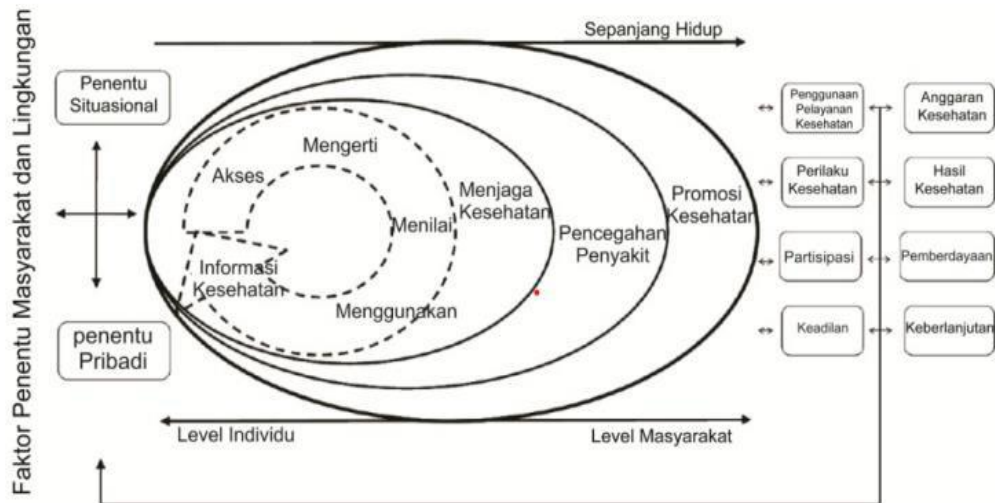 Faktor Penentu Masyarakat dan Lingkungan
Sepanjang Hidup
Penentu
Situasional
penentu
Pribadi
Akses
Mengerti
Menilai
Informasi
Kesehatan
Menggunakan
Menjaga
Kesehatan
Pencegahan
Penyakit
Promosi
Kesehatan
Penggunaan
Pelayanan
Kesehatan
Anggaran
Kesehatan
Perilaku
Kesehatan
Hasil
Kesehatan
Partisipasi
Pemberdayaan
Keadilan
Keberlanjutan
Level Individu
Level Masyarakat